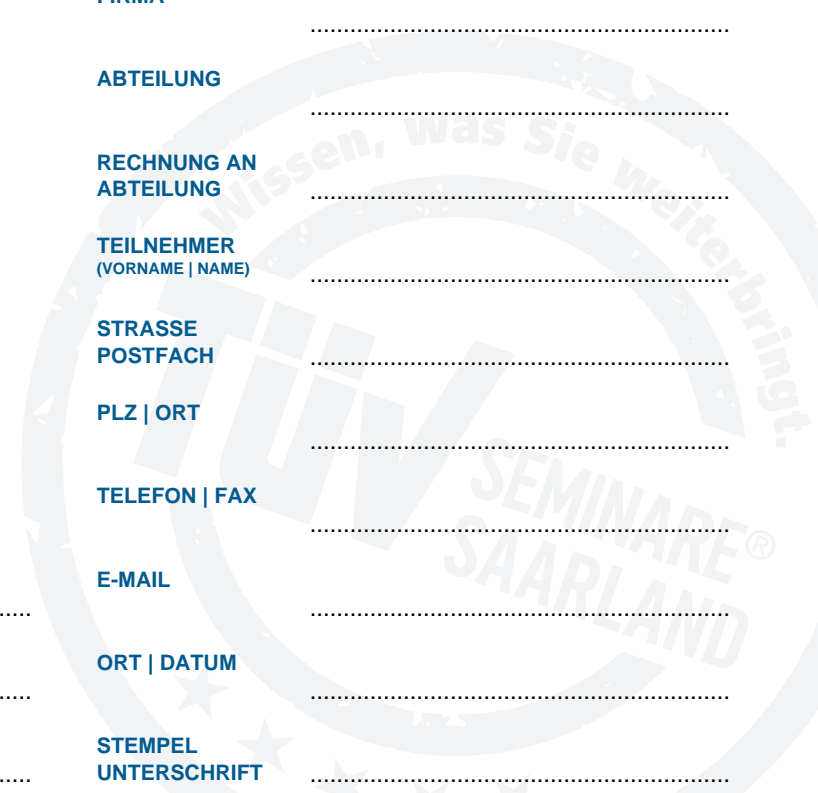 FIRMA
ABTEILUNG
RECHNUNG AN
ABTEILUNG
TEILNEHMER
(VORNAME | NAME)
STRASSE
POSTFACH
PLZ | ORT
TELEFON | FAX
E-MAIL
ORT | DATUM
STEMPEL
UNTERSCHRIFT
Wissen, was Sie weiterbringt.
TÜV
SEMINARE
SAARLAND®